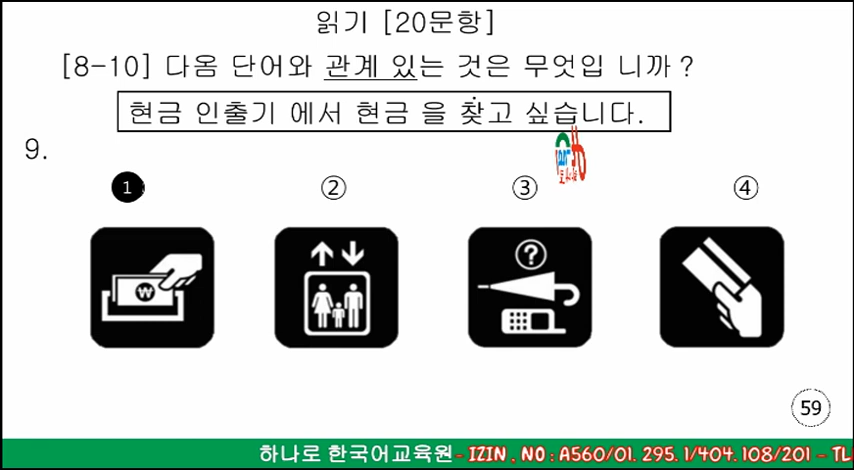 읽기 [20문항]
[8-10] 다옴 단어와 관계 있는 것은 무엇입 니까?
현금 인출기 에서 현금 을 찾고 싶습니다.
9.
1 ② ③ ④
₩
?
59
하나로 한국어교육원 - IZIN . NO : A560/01. 295. 1/404. 108/201 - TL